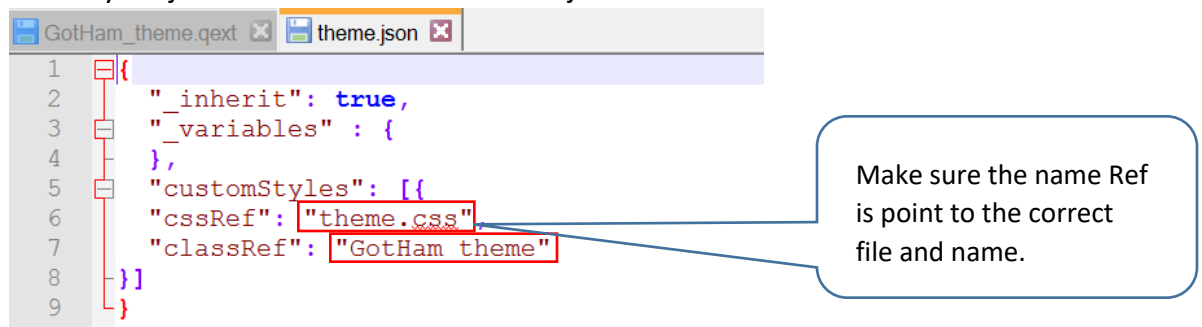 GotHam_theme.qext theme.json
1 {
2 "_inherit": true,
3 "_variables" : {
4 },
5 "customStyles": [{
6 "cssRef": "theme.css",
7 "classRef": "GotHam theme"
8 }]
9 }
Make sure the name Ref
is point to the correct
file and name.